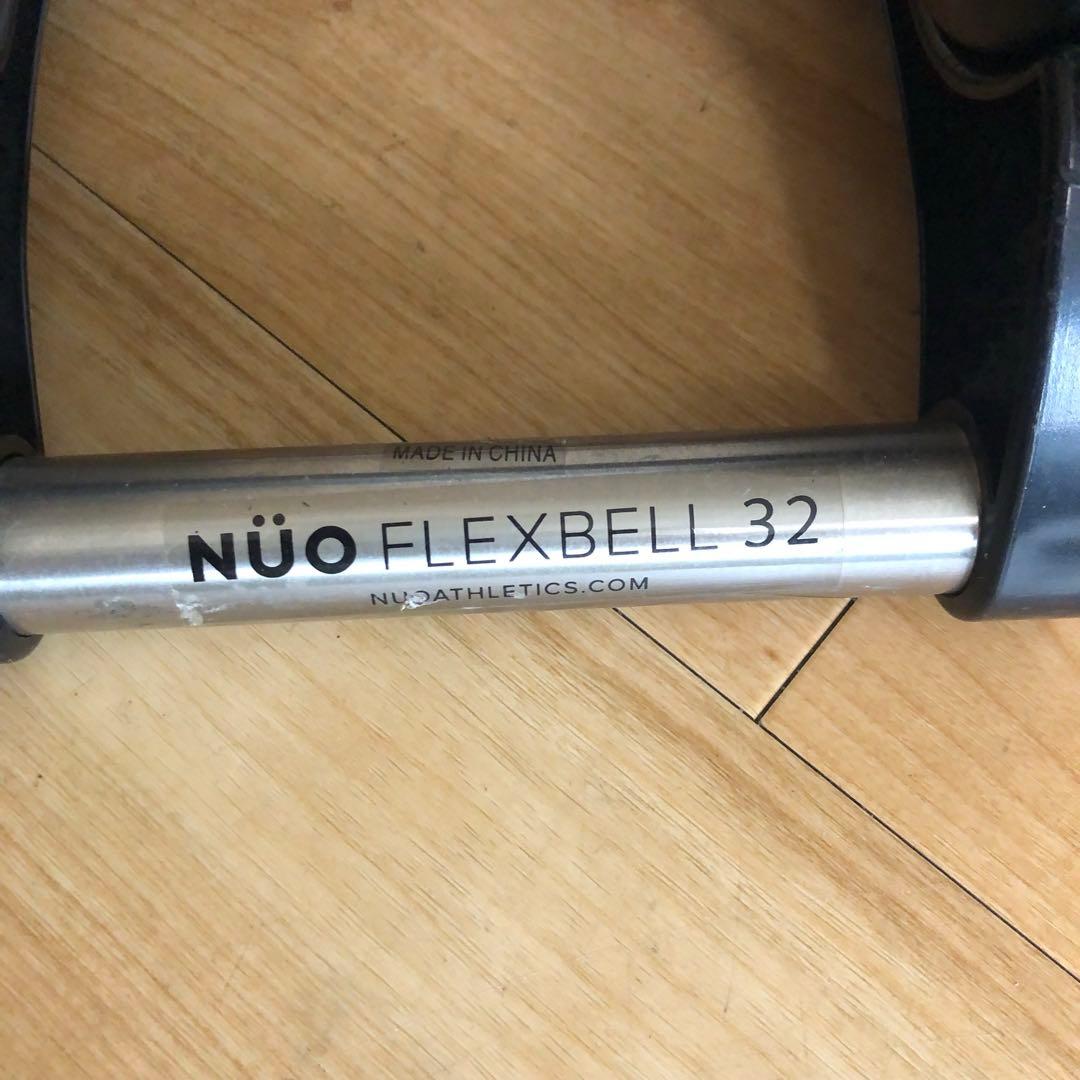 MADE IN CHINA
NÜO FLEXBELL 32
NUOATHLETICS.COM